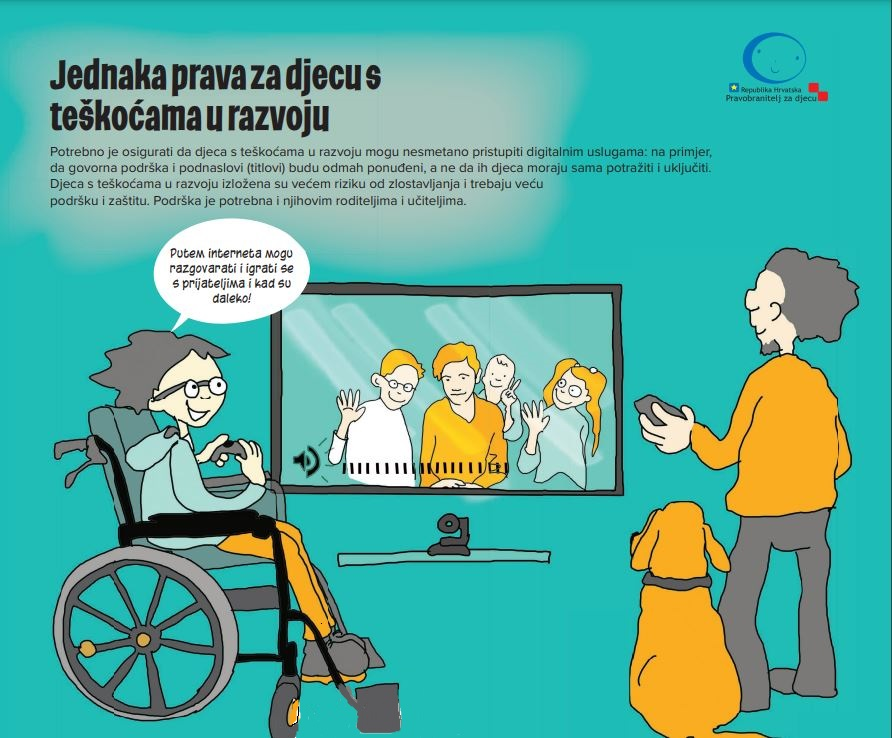 Jednaka prava za djecu s
teškoćama u razvoju
Republika Hrvatska
Pravobranitelj za djecu
Potrebno je osigurati da djeca s teškoćama u razvoju mogu nesmetano pristupiti digitalnim uslugama: na primjer,
da govorna podrška i podnaslovi (titlovi) budu odmah ponuđeni, a ne da ih djeca moraju sama potražiti i uključiti.
Djeca s teškoćama u razvoju izložena su većem riziku od zlostavljanja i trebaju veću
podršku i zaštitu. Podrška je potrebna i njihovim roditeljima i učiteljima.
Putem interneta mogu
razgovarati i igrati se
s prijateljima i kad su
daleko!